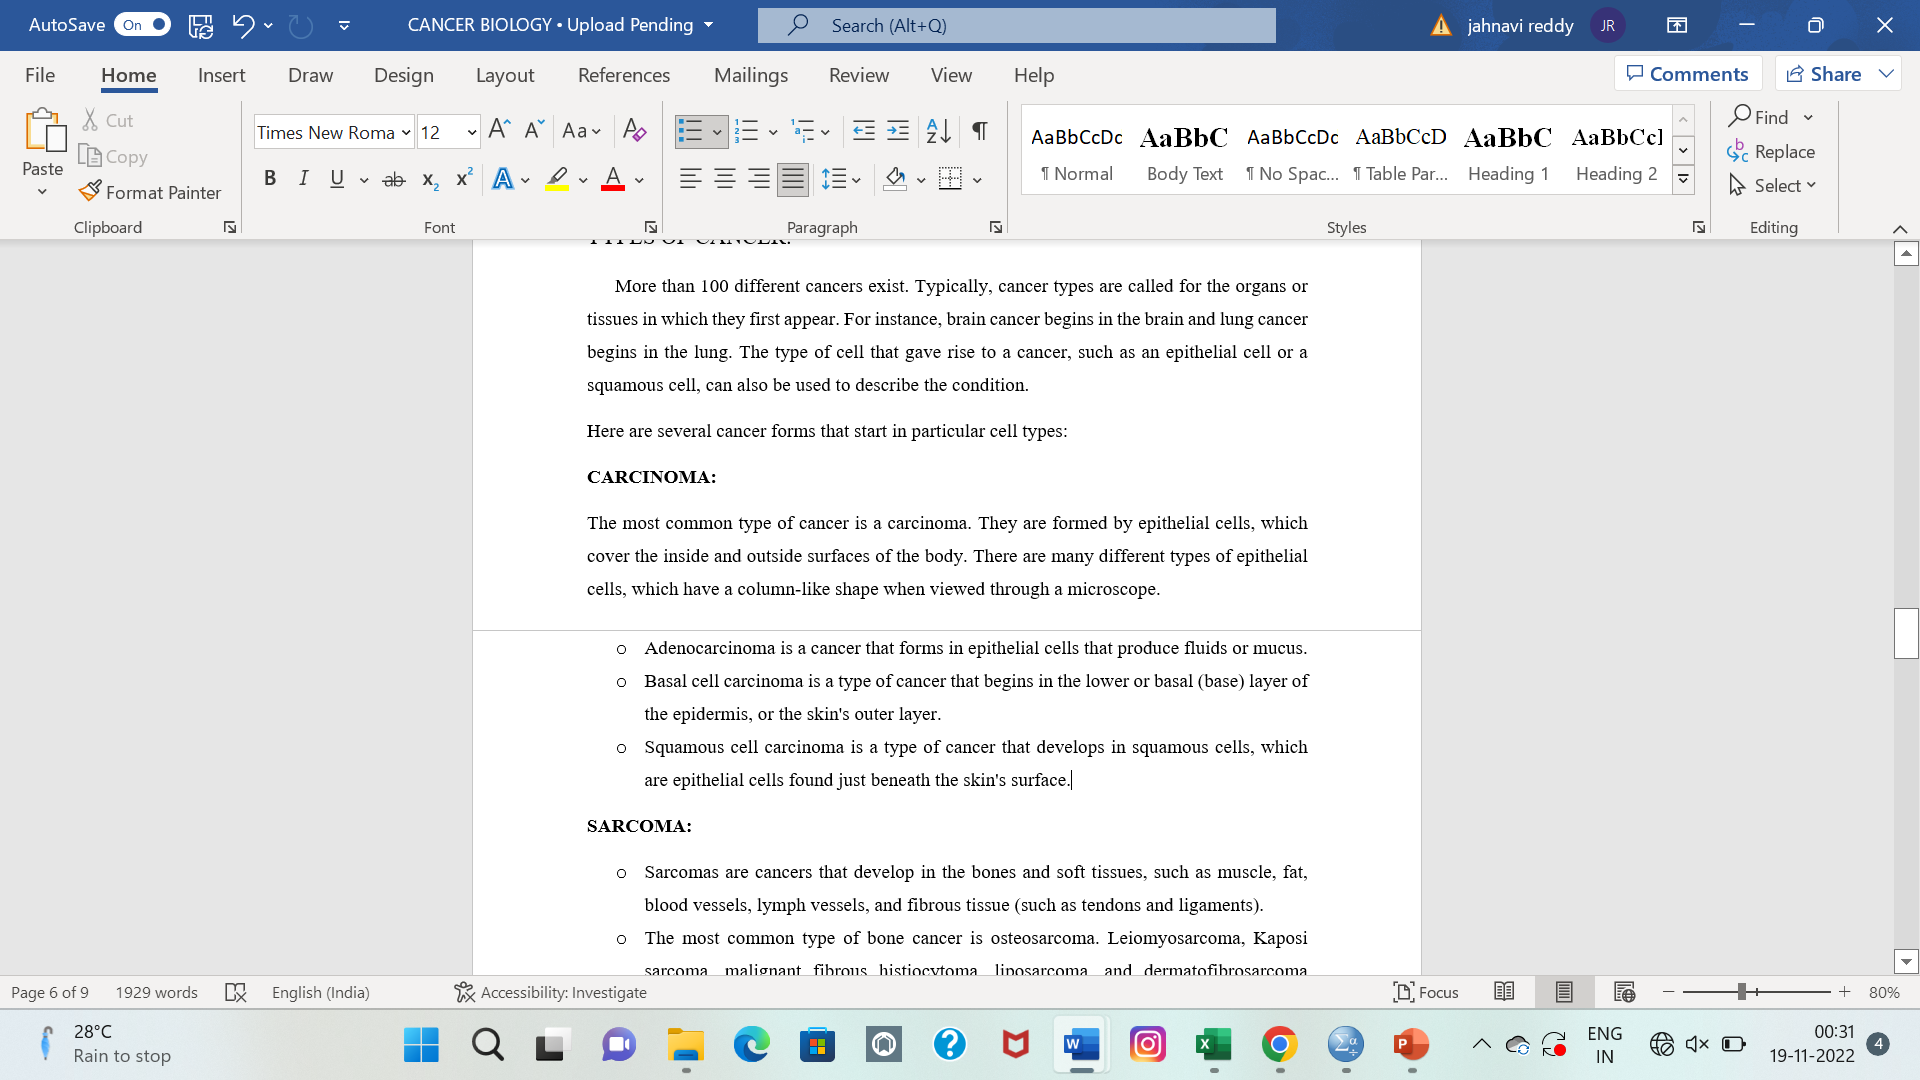 AutoSave On CANCER BIOLOGY • Upload Pending Search (Alt+Q) jahnavi reddy JR
File Home Insert Draw Design Layout References Mailings Review View Help Comments Share
Paste Cut Copy Format Painter
Clipboard
Times New Roma 12 Aa
B I U ab x₂ x² A A
Font
Paragraph
AaBbCcDc AaBbC AaBbCcDc AaBbCcD AaBbC AaBbCcI
¶ Normal Body Text ¶ No Spac... ¶ Table Par... Heading 1 Heading 2
Styles
Find
Replace
Select
Editing
TYPES OF CANCER:
More than 100 different cancers exist. Typically, cancer types are called for the organs or
tissues in which they first appear. For instance, brain cancer begins in the brain and lung cancer
begins in the lung. The type of cell that gave rise to a cancer, such as an epithelial cell or a
squamous cell, can also be used to describe the condition.
Here are several cancer forms that start in particular cell types:
CARCINOMA:
The most common type of cancer is a carcinoma. They are formed by epithelial cells, which
cover the inside and outside surfaces of the body. There are many different types of epithelial
cells, which have a column-like shape when viewed through a microscope.
o Adenocarcinoma is a cancer that forms in epithelial cells that produce fluids or mucus.
o Basal cell carcinoma is a type of cancer that begins in the lower or basal (base) layer of
the epidermis, or the skin's outer layer.
o Squamous cell carcinoma is a type of cancer that develops in squamous cells, which
are epithelial cells found just beneath the skin's surface.
SARCOMA:
o Sarcomas are cancers that develop in the bones and soft tissues, such as muscle, fat,
blood vessels, lymph vessels, and fibrous tissue (such as tendons and ligaments).
o The most common type of bone cancer is osteosarcoma. Leiomyosarcoma, Kaposi
sarcoma, malignant fibrous histiocytoma, liposarcoma, and dermatofibrosarcoma
Page 6 of 9 1929 words English (India) Accessibility: Investigate Focus 80%
28°C
Rain to stop
ENG
IN
00:31
19-11-2022
4